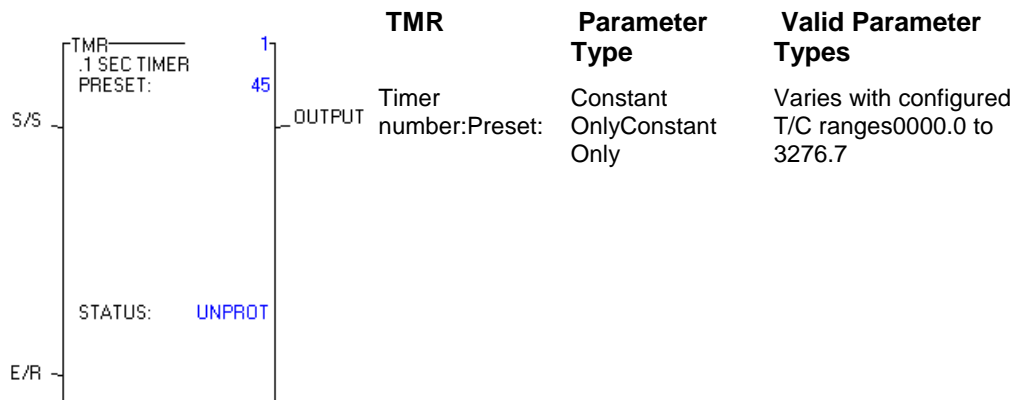 TMR 1
.1 SEC TIMER
PRESET: 45
S/S
OUTPUT
STATUS: UNPROT
E/R
TMR Parameter Type Valid Parameter Types
Timer number:Preset:
Constant OnlyConstant Only
Varies with configured T/C ranges0000.0 to 3276.7